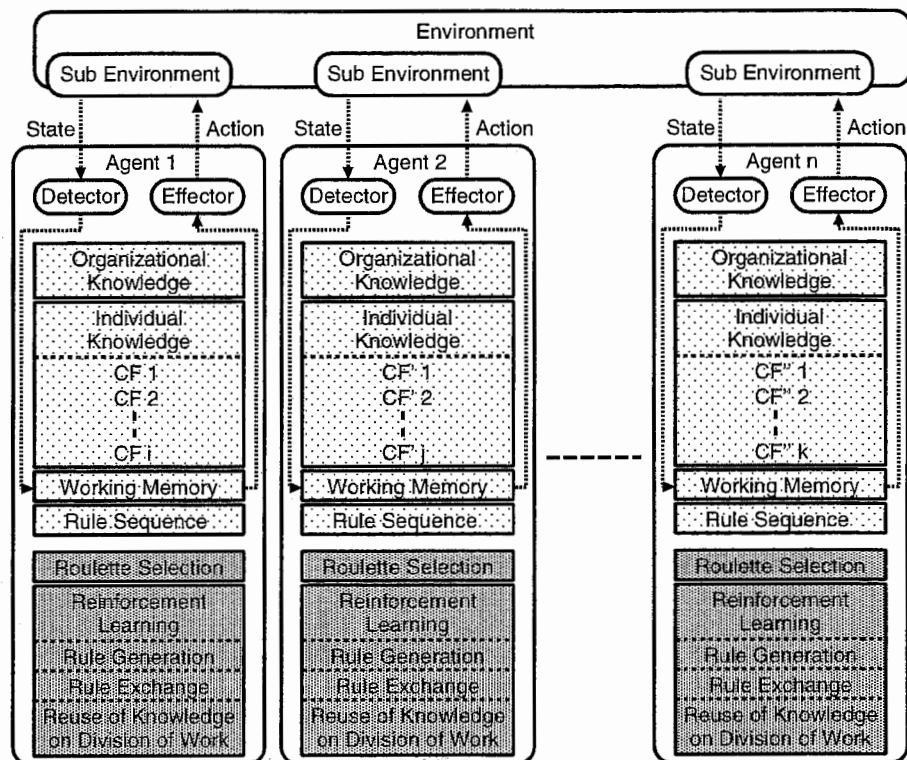 Environment
Sub Environment
Sub Environment
Sub Environment
State
Action
State
Action
State
Action
Agent 1
Detector
Effector
Organizational
Knowledge
Individual
Knowledge
CF 1
CF 2
CF i
Working Memory
Rule Sequence
Roulette Selection
Reinforcement
Learning
Rule Generation
Rule Exchange
Reuse of Knowledge
on Division of Work
Agent 2
Detector
Effector
Organizational
Knowledge
Individual
Knowledge
CF' 1
CF' 2
CF' j
Working Memory
Rule Sequence
Roulette Selection
Reinforcement
Learning
Rule Generation
Rule Exchange
Reuse of Knowledge
on Division of Work
Agent n
Detector
Effector
Organizational
Knowledge
Individual
Knowledge
CF" 1
CF" 2
CF" k
Working Memory
Rule Sequence
Roulette Selection
Reinforcement
Learning
Rule Generation
Rule Exchange
Reuse of Knowledge
on Division of Work